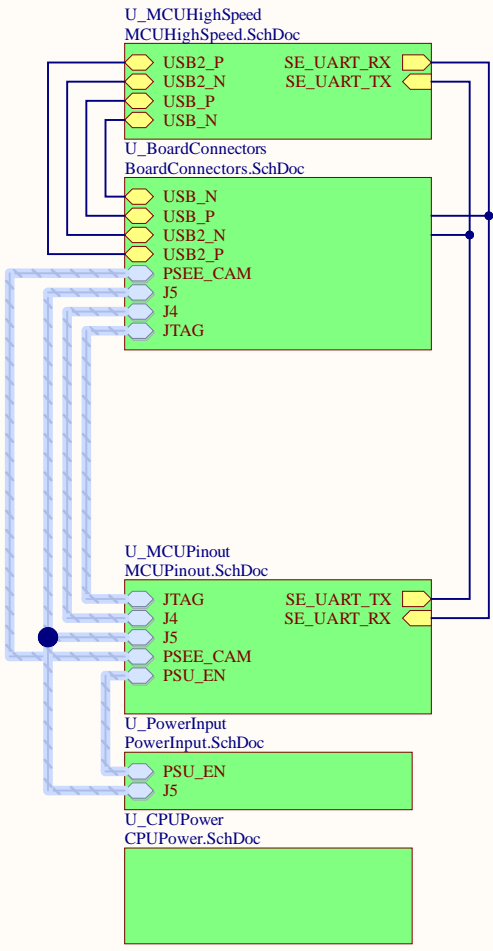 U_MCUHighSpeed
MCUHighSpeed.SchDoc
USB2_P SE_UART_RX
USB2_N SE_UART_TX
USB_P
USB_N
U_BoardConnectors
BoardConnectors.SchDoc
USB_N
USB_P
USB2_N
USB2_P
PSEE_CAM
J5
J4
JTAG
U_MCUPinout
MCUPinout.SchDoc
JTAG SE_UART_TX
J4 SE_UART_RX
J5
PSEE_CAM
PSU_EN
U_PowerInput
PowerInput.SchDoc
PSU_EN
J5
U_CPUPower
CPUPower.SchDoc